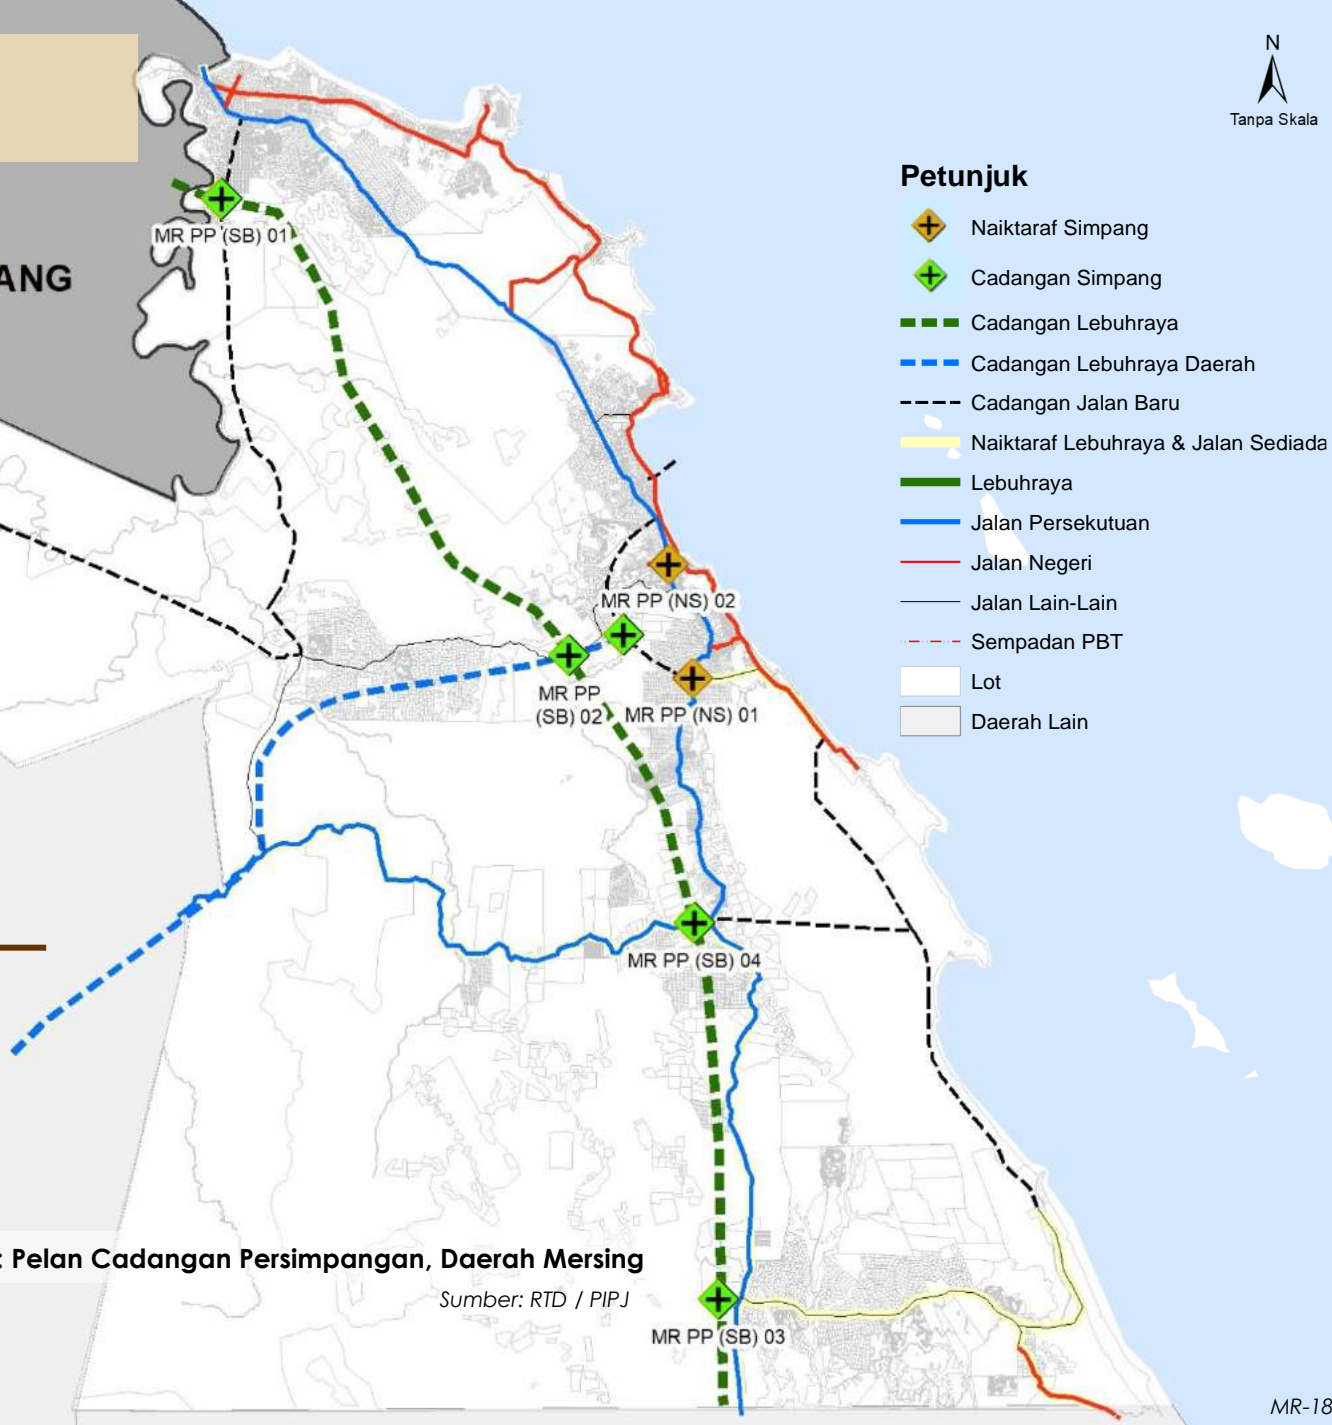 N
Tanpa Skala
Petunjuk
Naiktaraf Simpang
Cadangan Simpang
Cadangan Lebuhraya
Cadangan Lebuhraya Daerah
Cadangan Jalan Baru
Naiktaraf Lebuhraya & Jalan Sediada
Lebuhraya
Jalan Persekutuan
Jalan Negeri
Jalan Lain-Lain
Sempadan PBT
Lot
Daerah Lain
MR PP (SB) 01
ANG
MR PP (NS) 02
MR PP
(SB) 02
MR PP (NS) 01
MR PP (SB) 04
: Pelan Cadangan Persimpangan, Daerah Mersing
Sumber: RTD / PIPJ
MR PP (SB) 03
MR-18